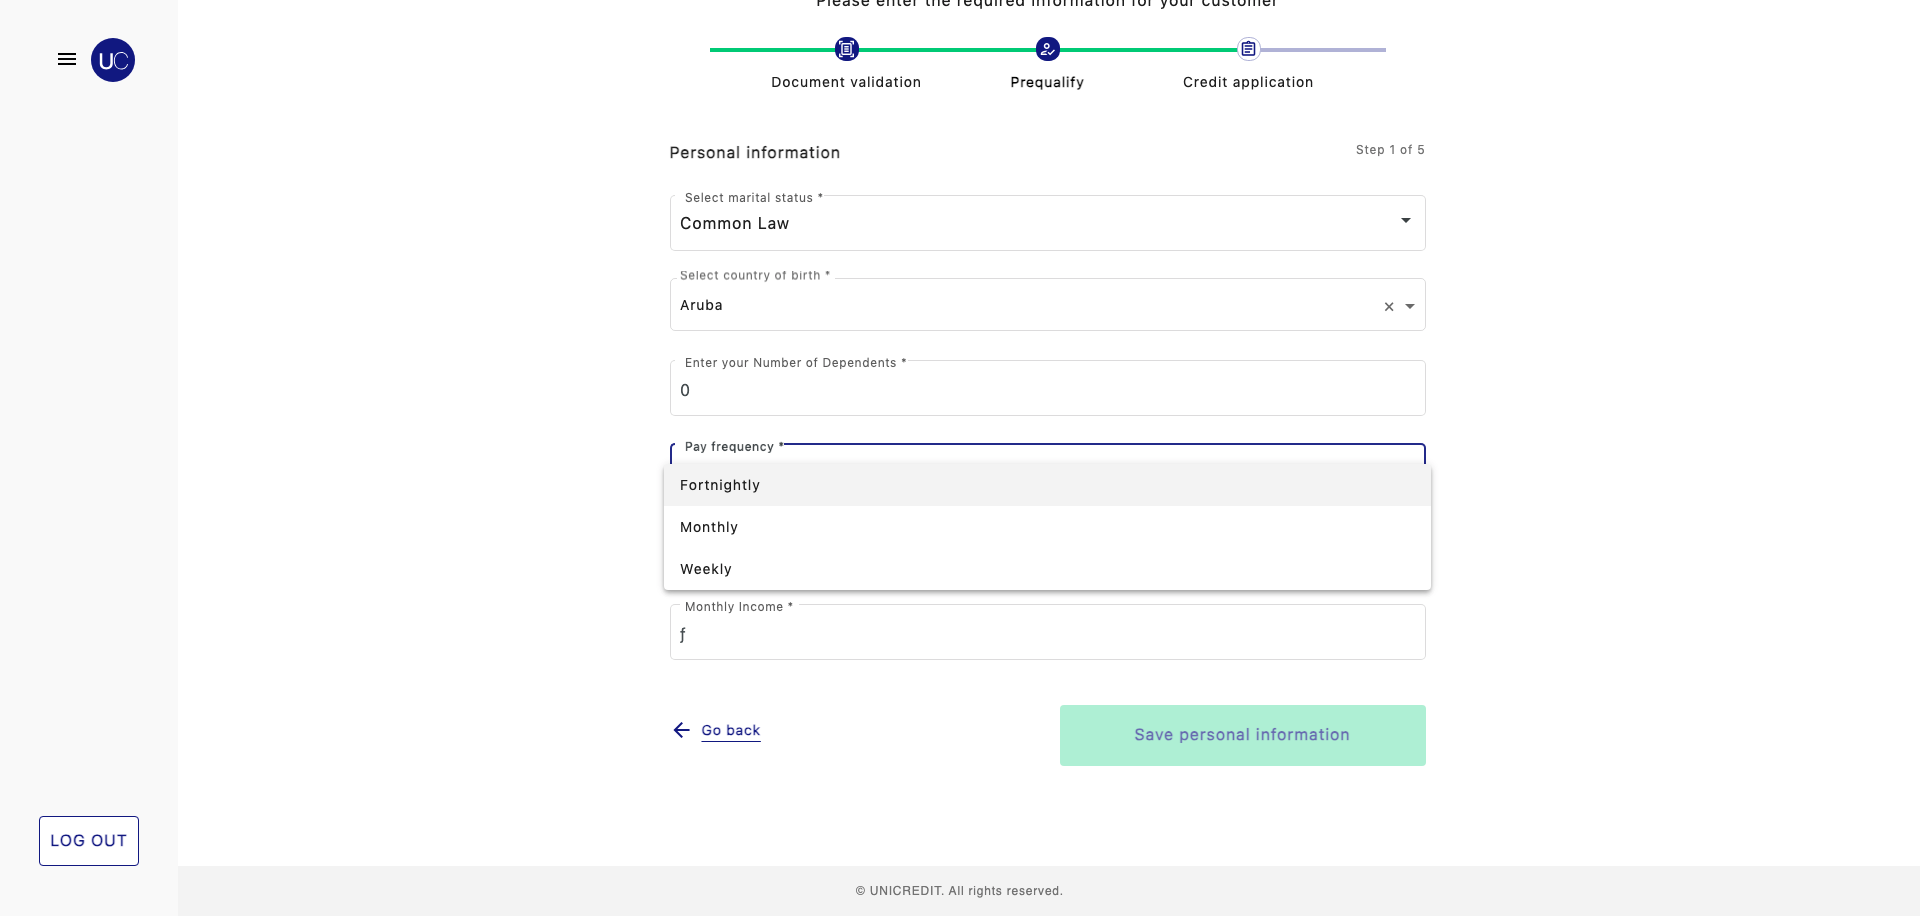 Please enter the required information for your customer
UC
Document validation
Prequalify
Credit application
Personal information
Step 1 of 5
Select marital status *
Common Law
Select country of birth *
Aruba
Enter your Number of Dependents *
0
Pay frequency *
Fortnightly
Monthly
Weekly
Monthly Income *
ƒ
Go back
Save personal information
LOG OUT
© UNICREDIT. All rights reserved.